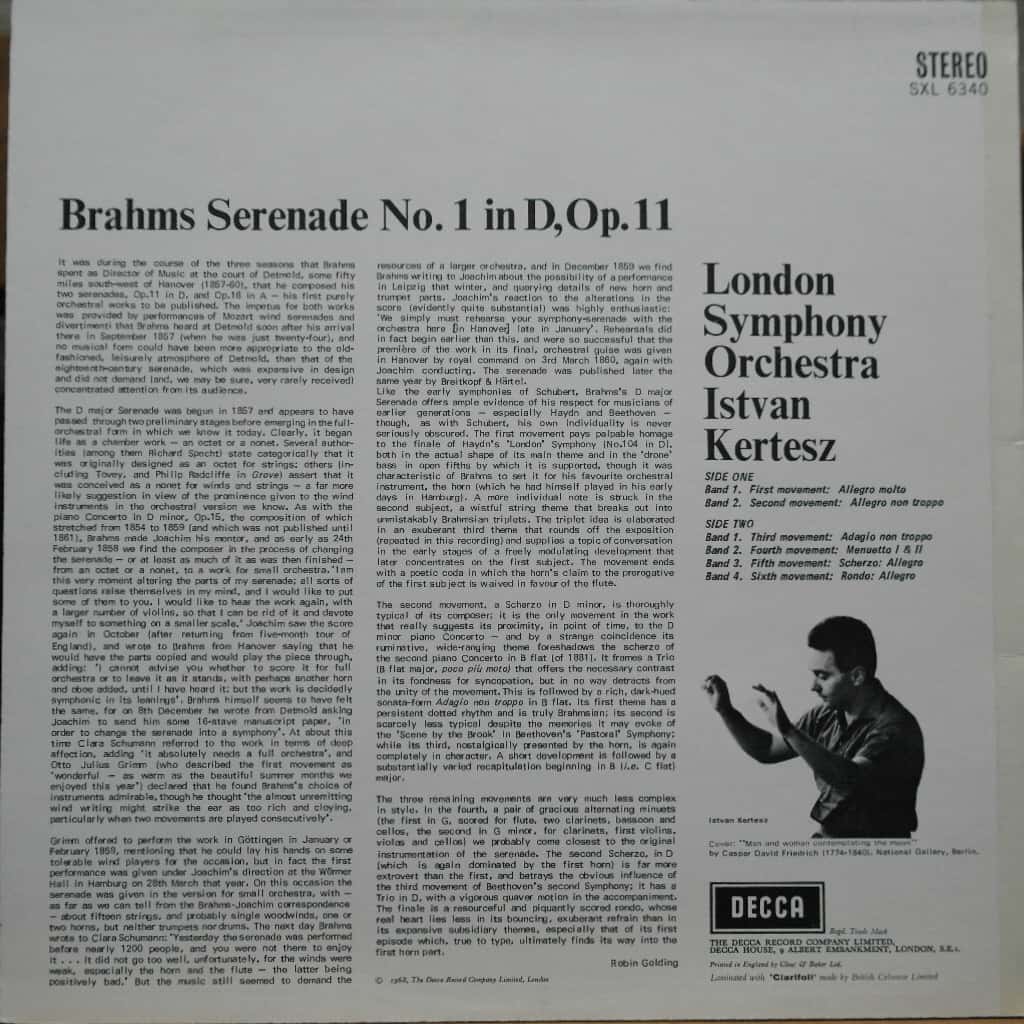 STEREO
SXL 6340
Brahms Serenade No. 1 in D, Op. 11
It was during the course of the three seasons that Brahms
spent as Director of Music at the court of Detmold, some fifty
miles south-west of Hanover (1857-60), that he composed his
two serenades, Op.11 in D, and Op.16 in A — his first purely
orchestral works to be published. The impetus for both works
was provided by performances of Mozart wind serenades and
divertimenti that Brahms heard at Detmold soon after his arrival
there in September 1857 (when he was just twenty-four), and
no musical form could have been more appropriate to the old-
fashioned, leisurely atmosphere of Detmold, than that of the
eighteenth-century serenade, which was expansive in design
and did not demand (and, we may be sure, very rarely received)
concentrated attention from its audience.
The D major Serenade was begun in 1857 and appears to have
passed through two preliminary stages before emerging in the full-
orchestral form in which we know it today. Clearly, it began
life as a chamber work — an octet or a nonet. Several author-
ities (among them Richard Specht) state categorically that it
was originally designed as an octet for strings; others (in-
cluding Tovey, and Philip Radcliffe in Grove) assert that it
was conceived as a nonet for winds and strings — a far more
likely suggestion in view of the prominence given to the wind
instruments in the orchestral version we know. As with the
piano Concerto in D minor, Op.15, the composition of which
stretched from 1854 to 1859 (and which was not published until
1861), Brahms made Joachim his mentor, and as early as 24th
February 1858 we find the composer in the process of changing
the serenade — or at least as much of it as was then finished —
from an octet or a nonet, to a work for small orchestra. 'I am
this very moment altering the parts of my serenade; all sorts of
questions raise themselves in my mind, and I would like to put
some of them to you. I would like to hear the work again, with
a larger number of violins, so that I can be rid of it and devote
myself to something on a smaller scale.' Joachim saw the score
again in October (after returning from five-month tour of
England), and wrote to Brahms from Hanover saying that he
would have the parts copied and would play the piece through,
adding: 'I cannot advise you whether to score it for full
orchestra or to leave it as it stands, with perhaps another horn
and oboe added, until I have heard it; but the work is decidedly
symphonic in its leanings'. Brahms himself seems to have felt
the same, for on 8th December he wrote from Detmold asking
Joachim to send him some 16-stave manuscript paper, 'in
order to change the serenade into a symphony'. At about this
time Clara Schumann referred to the work in terms of deep
affection, adding 'it absolutely needs a full orchestra', and
Otto Julius Grimm (who described the first movement as
'wonderful — as warm as the beautiful summer months we
enjoyed this year') declared that he found Brahms's choice of
instruments admirable, though he thought 'the almost unremitting
wind writing might strike the ear as too rich and cloying,
particularly when two movements are played consecutively'.
Grimm offered to perform the work in Göttingen in January or
February 1859, mentioning that he could lay his hands on some
tolerable wind players for the occasion, but in fact the first
performance was given under Joachim's direction at the Wörmer
Hall in Hamburg on 28th March that year. On this occasion the
serenade was given in the version for small orchestra, with —
as far as we can tell from the Brahms-Joachim correspondence
— about fifteen strings, and probably single woodwinds, one or
two horns, but neither trumpets nor drums. The next day Brahms
wrote to Clara Schumann: 'Yesterday the serenade was performed
before nearly 1200 people, and you were not there to enjoy
it . . . It did not go too well, unfortunately, for the winds were
weak, especially the horn and the flute — the latter being
positively bad.' But the music still seemed to demand the
resources of a larger orchestra, and in December 1859 we find
Brahms writing to Joachim about the possibility of a performance
in Leipzig that winter, and querying details of new horn and
trumpet parts. Joachim's reaction to the alterations in the
score (evidently quite substantial) was highly enthusiastic:
'We simply must rehearse your symphony-serenade with the
orchestra here [in Hanover] late in January'. Rehearsals did
in fact begin earlier than this, and were so successful that the
première of the work in its final, orchestral guise was given
in Hanover by royal command on 3rd March 1860, again with
Joachim conducting. The serenade was published later the
same year by Breitkopf & Härtel.
Like the early symphonies of Schubert, Brahms's D major
Serenade offers ample evidence of his respect for musicians of
earlier generations — especially Haydn and Beethoven —
though, as with Schubert, his own individuality is never
seriously obscured. The first movement pays palpable homage
to the finale of Haydn's 'London' Symphony (No.104 in D),
both in the actual shape of its main theme and in the 'drone'
bass in open fifths by which it is supported, though it was
characteristic of Brahms to set it for his favourite orchestral
instrument, the horn (which he had himself played in his early
days in Hamburg). A more individual note is struck in the
second subject, a wistful string theme that breaks out into
unmistakably Brahmsian triplets. The triplet idea is elaborated
in an exuberant third theme that rounds off the exposition
(repeated in this recording) and supplies a topic of conversation
in the early stages of a freely modulating development that
later concentrates on the first subject. The movement ends
with a poetic coda in which the horn's claim to the prerogative
of the first subject is waived in favour of the flute.
The second movement, a Scherzo in D minor, is thoroughly
typical of its composer; it is the only movement in the work
that really suggests its proximity, in point of time, to the D
minor piano Concerto — and by a strange coincidence its
ruminative, wide-ranging theme foreshadows the scherzo of
the second piano Concerto in B flat (of 1881). It frames a Trio
(B flat major, poco più moto) that offers the necessary contrast
in its fondness for syncopation, but in no way detracts from
the unity of the movement. This is followed by a rich, dark-hued
sonata-form Adagio non troppo in B flat. Its first theme has a
persistent dotted rhythm and is truly Brahmsian; its second is
scarcely less typical despite the memories it may evoke of
the 'Scene by the Brook' in Beethoven's 'Pastoral' Symphony;
while its third, nostalgically presented by the horn, is again
completely in character. A short development is followed by a
substantially varied recapitulation beginning in B (i.e. C flat)
major.
The three remaining movements are very much less complex
in style. In the fourth, a pair of gracious alternating minuets
(the first in G, scored for flute, two clarinets, bassoon and
cellos, the second in G minor, for clarinets, first violins,
violas and cellos) we probably come closest to the original
instrumentation of the serenade. The second Scherzo, in D
(which is again dominated by the first horn) is far more
extrovert than the first, and betrays the obvious influence of
the third movement of Beethoven's second Symphony; it has a
Trio in D, with a vigorous quaver motion in the accompaniment.
The finale is a resourceful and piquantly scored rondo, whose
real heart lies less in its bouncing, exuberant refrain than in
its expansive subsidiary themes, especially that of its first
episode which, true to type, ultimately finds its way into the
first horn part.
Robin Golding
© 1968, The Decca Record Company Limited, London
London
Symphony
Orchestra
Istvan
Kertesz
SIDE ONE
Band 1. First movement: Allegro molto
Band 2. Second movement: Allegro non troppo
SIDE TWO
Band 1. Third movement: Adagio non troppo
Band 2. Fourth movement: Menuetto I & II
Band 3. Fifth movement: Scherzo: Allegro
Band 4. Sixth movement: Rondo: Allegro
Istvan Kertesz
Cover: "Man and woman contemplating the moon"
by Caspar David Friedrich (1774-1840), National Gallery, Berlin.
DECCA
Regd. Trade Mark
THE DECCA RECORD COMPANY LIMITED,
DECCA HOUSE, 9 ALBERT EMBANKMENT, LONDON, S.E.1.
Printed in England by Clout & Baker Ltd.
Laminated with 'Clarifoil' made by British Celanese Limited